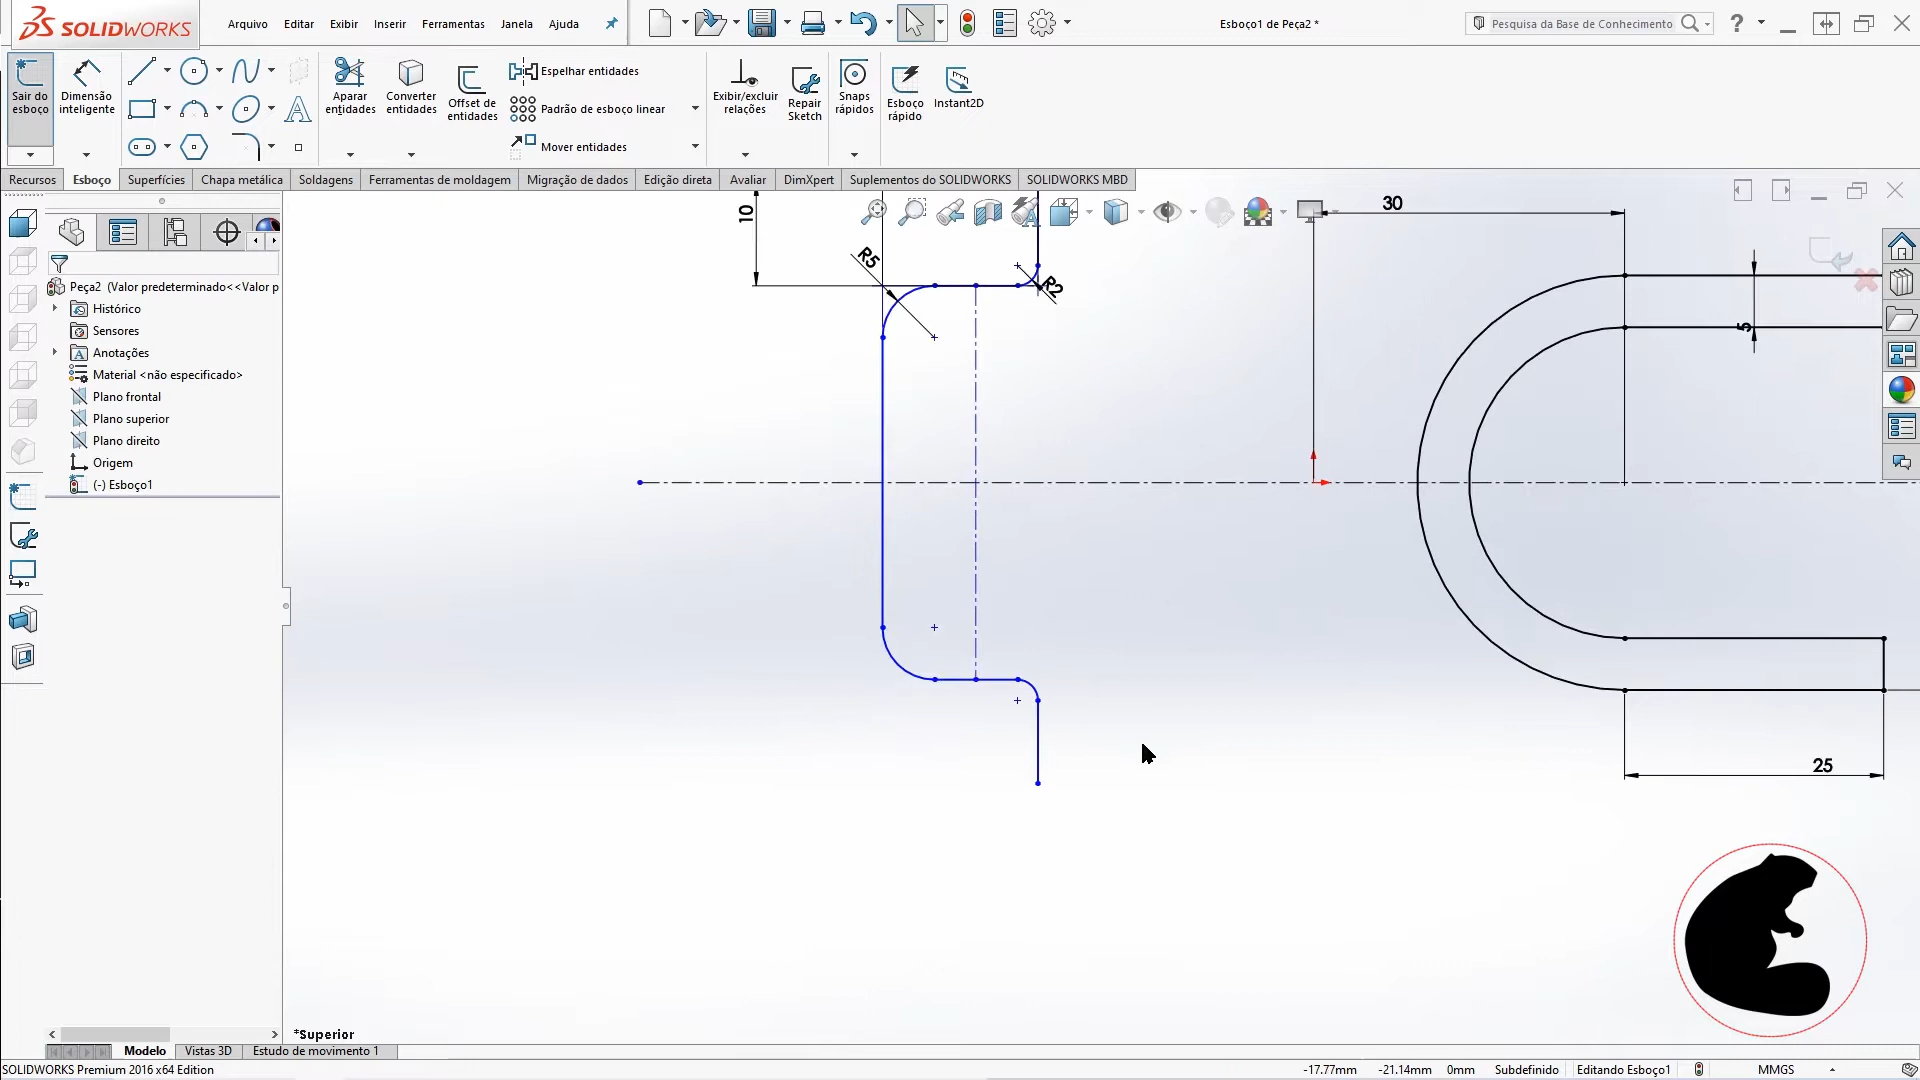 SOLIDWORKS
Arquivo Editar Exibir Inserir Ferramentas Janela Ajuda
Esboço1 de Peça2 *
Pesquisa da Base de Conhecimento
?
Sair do esboço
Dimensão inteligente
Aparar entidades
Converter entidades
Offset de entidades
Espelhar entidades
Padrão de esboço linear
Mover entidades
Exibir/excluir relações
Repair Sketch
Snaps rápidos
Esboço rápido
Instant2D
Recursos Esboço Superfícies Chapa metálica Soldagens Ferramentas de moldagem Migração de dados Edição direta Avaliar DimXpert Suplementos do SOLIDWORKS SOLIDWORKS MBD
Peça2 (Valor predeterminado<<Valor p
Histórico
Sensores
Anotações
Material <não especificado>
Plano frontal
Plano superior
Plano direito
Origem
(-) Esboço1
10
R5
R2
30
5
25
*Superior
Modelo Vistas 3D Estudo de movimento 1
SOLIDWORKS Premium 2016 x64 Edition
-17.77mm -21.14mm 0mm Subdefinido Editando Esboço1 MMGS